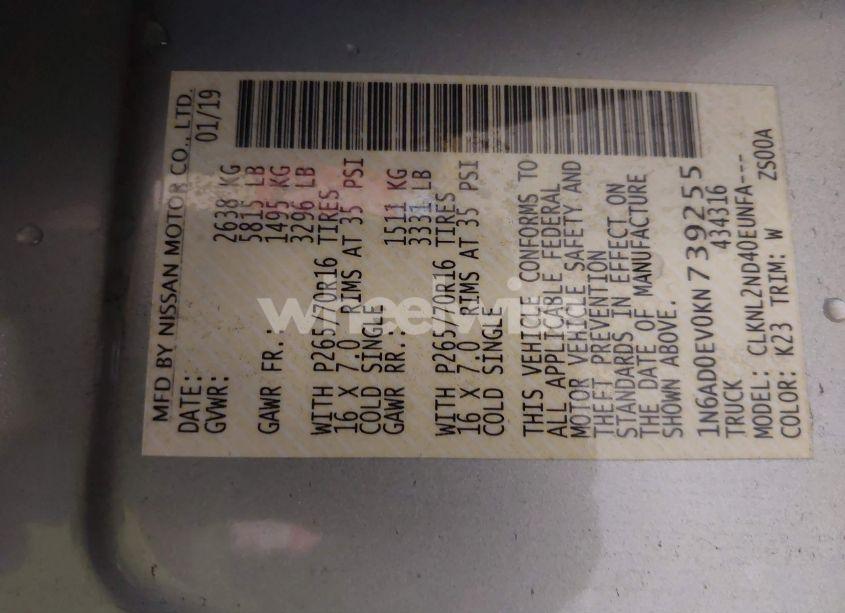 MFD BY NISSAN MOTOR CO., LTD.
DATE: 01/19
GVWR: 2638 KG
5815 LB
GAWR FR.: 1495 KG
3296 LB
WITH P265/70R16 TIRES
16 X 7.0 RIMS AT 35 PSI
COLD SINGLE
GAWR RR.: 1511 KG
3331 LB
WITH P265/70R16 TIRES
16 X 7.0 RIMS AT 35 PSI
COLD SINGLE
THIS VEHICLE CONFORMS TO
ALL APPLICABLE FEDERAL
MOTOR VEHICLE SAFETY AND
THEFT PREVENTION
STANDARDS IN EFFECT ON
THE DATE OF MANUFACTURE
SHOWN ABOVE.
1N6AD0EV0KN739255
TRUCK 434316
MODEL: CLKNL2ND40EUNFA---
COLOR: K23 TRIM: W ZS00A